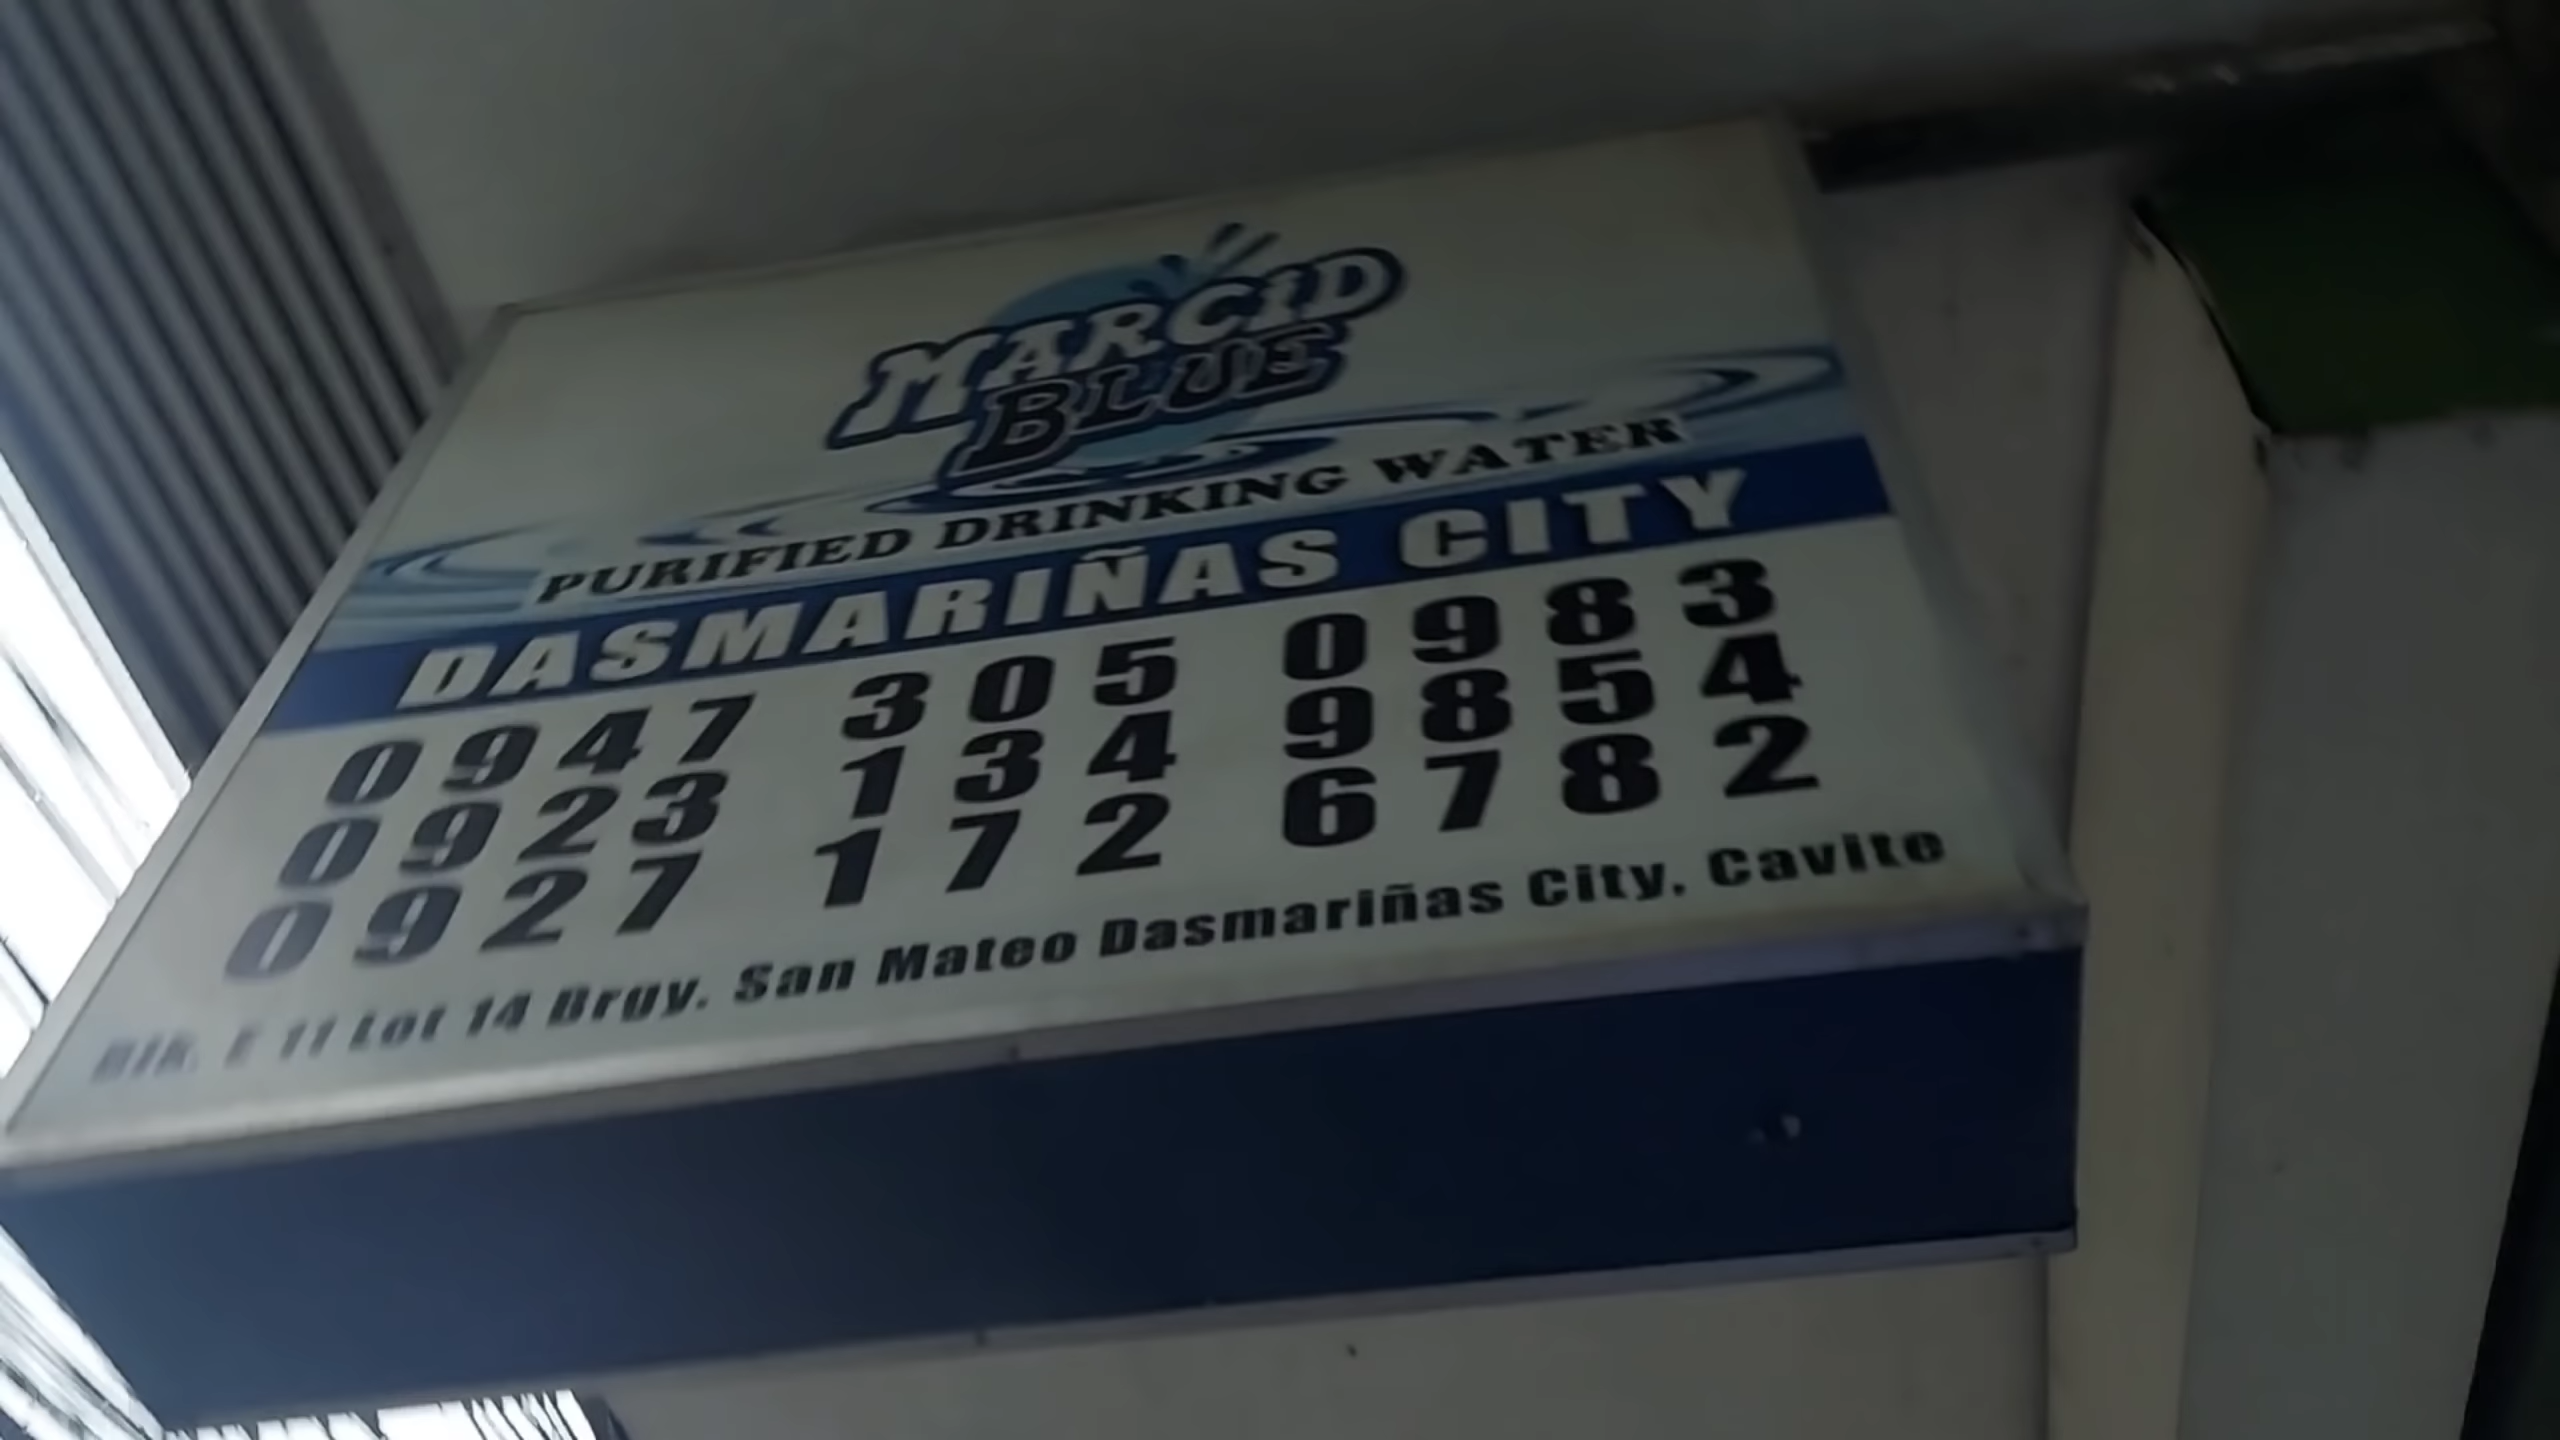 MARCID
BLUE
PURIFIED DRINKING WATER
DASMARIÑAS CITY
0947 305 0983
0923 134 9854
0927 172 6782
Blk. E 11 Lot 14 Brgy. San Mateo Dasmariñas City, Cavite